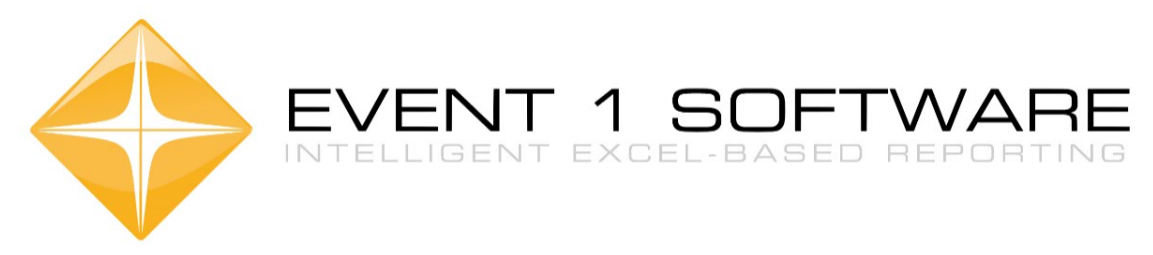 EVENT 1 SOFTWARE
INTELLIGENT EXCEL-BASED REPORTING